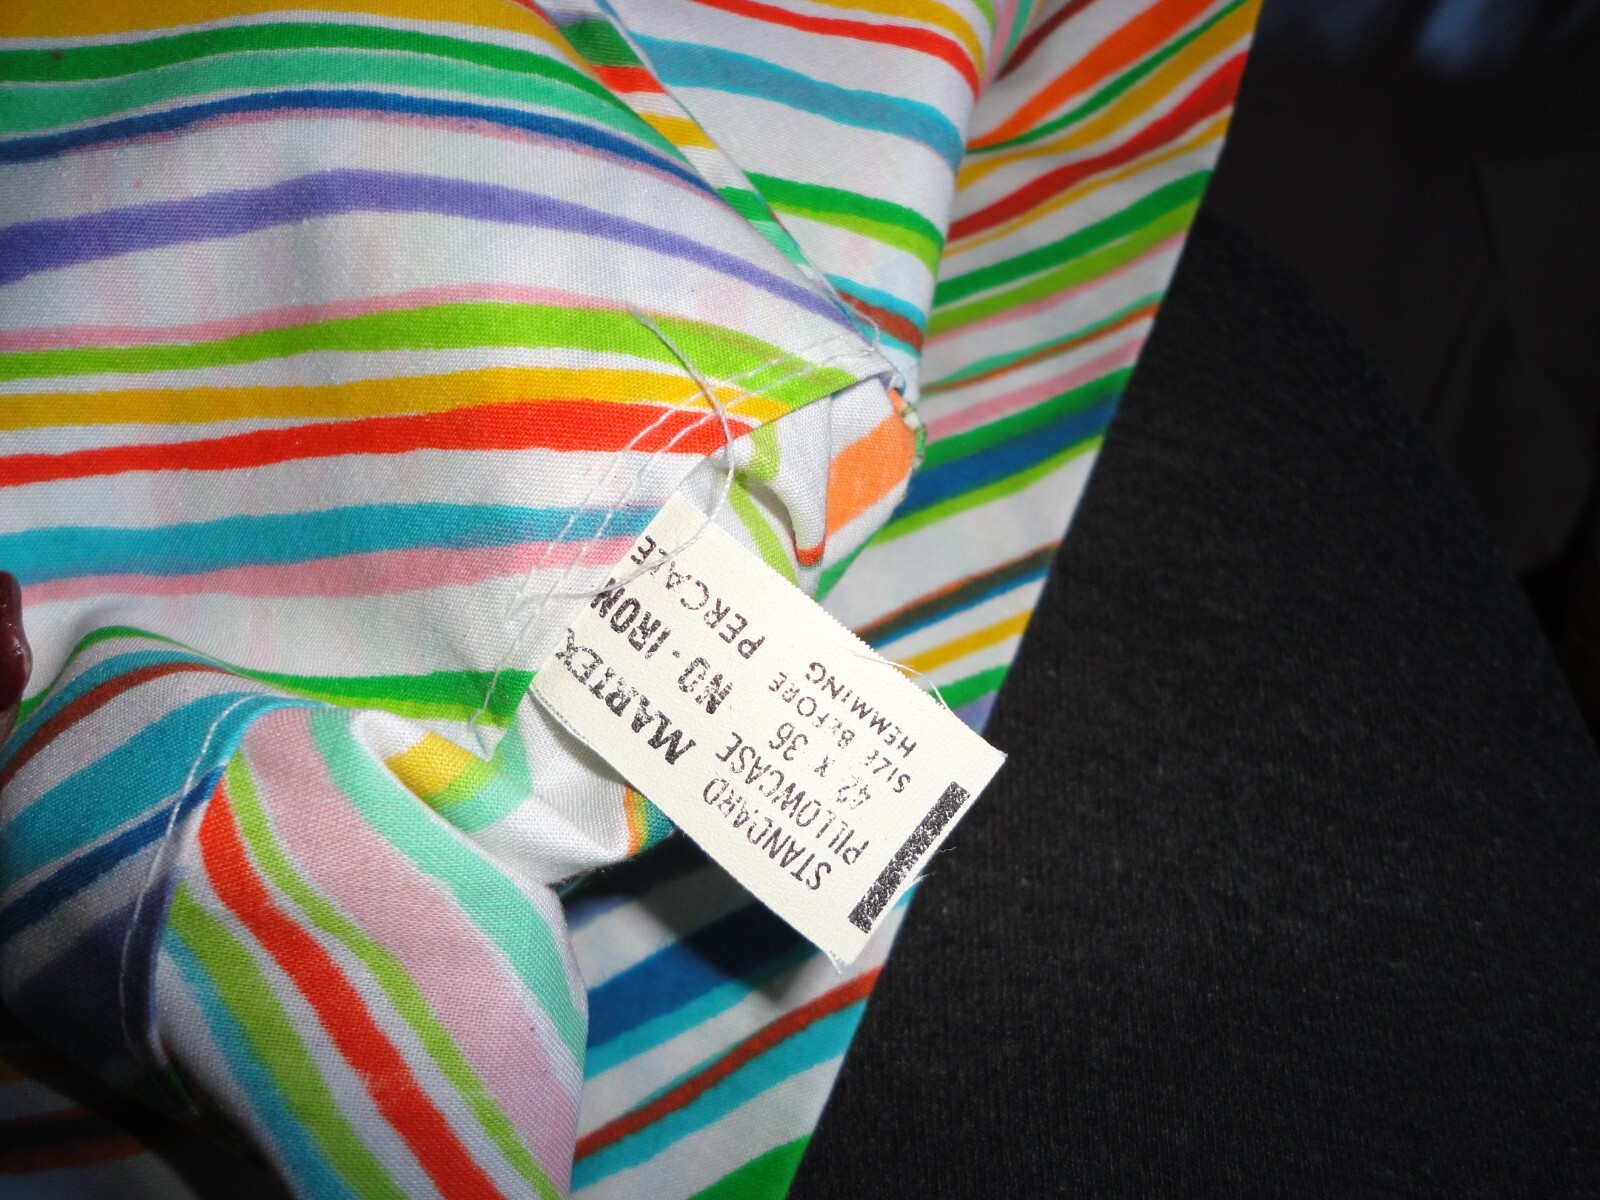 MARTEX
NO-IRON
PERCALE
STANDARD
PILLOWCASE
42 X 36
SIZE BEFORE
HEMMING